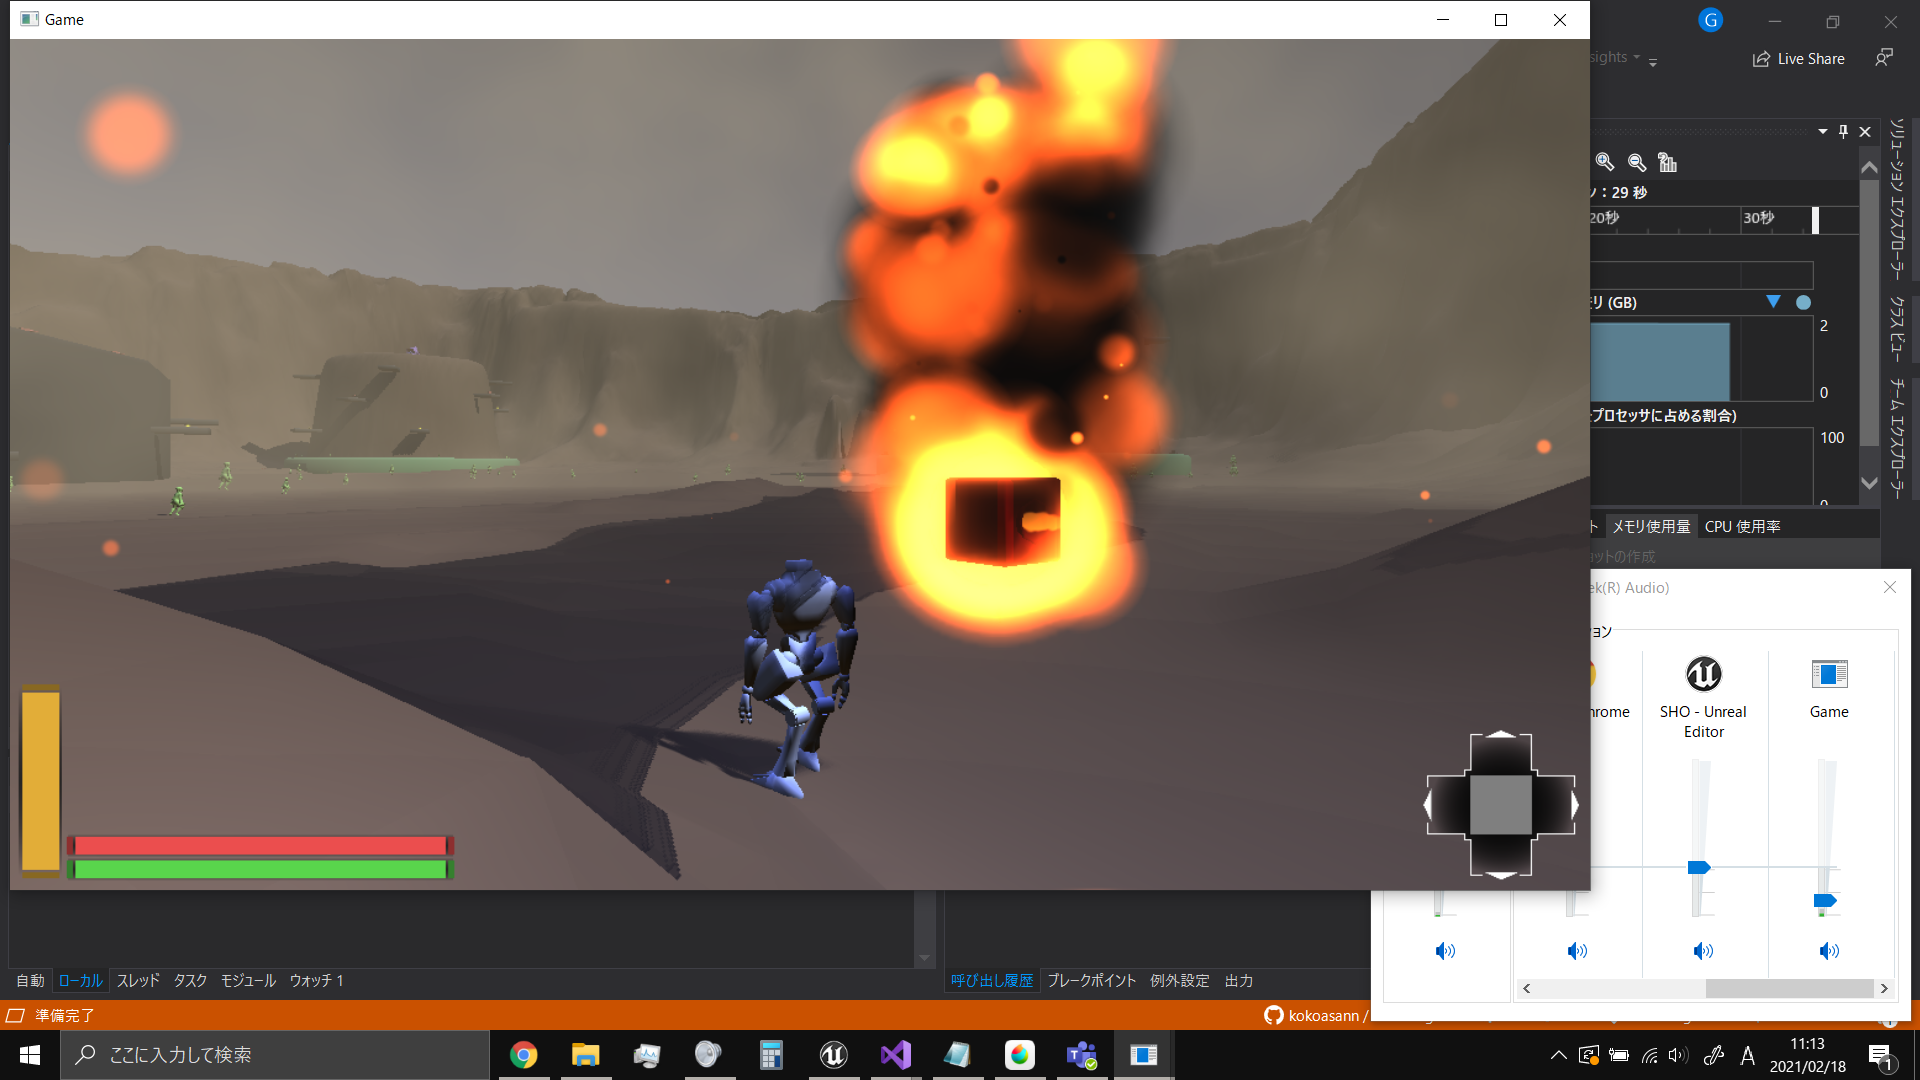 Game
G
sights
Live Share
ソリューション エクスプローラー
クラス ビュー
チーム エクスプローラー
ン：29 秒
20秒
30秒
モリ (GB)
2
0
プロセッサに占める割合)
100
0
ト
メモリ使用量
CPU 使用率
ョットの作成
ek(R) Audio)
ョン
hrome
SHO - Unreal
Editor
Game
自動
ローカル
スレッド
タスク
モジュール
ウォッチ 1
呼び出し履歴
ブレークポイント
例外設定
出力
準備完了
kokoasann /
ここに入力して検索
A
11:13
2021/02/18
1